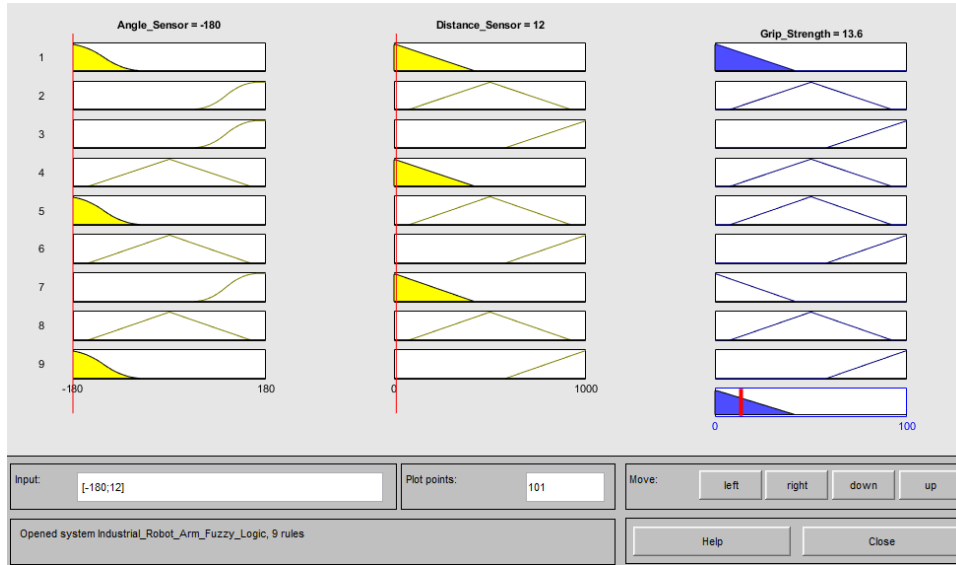 Angle_Sensor = -180
Distance_Sensor = 12
Grip_Strength = 13.6
1
2
3
4
5
6
7
8
9
-180
180
0
1000
0
100
Input:
[-180;12]
Plot points:
101
Move:
left
right
down
up
Opened system Industrial_Robot_Arm_Fuzzy_Logic, 9 rules
Help
Close